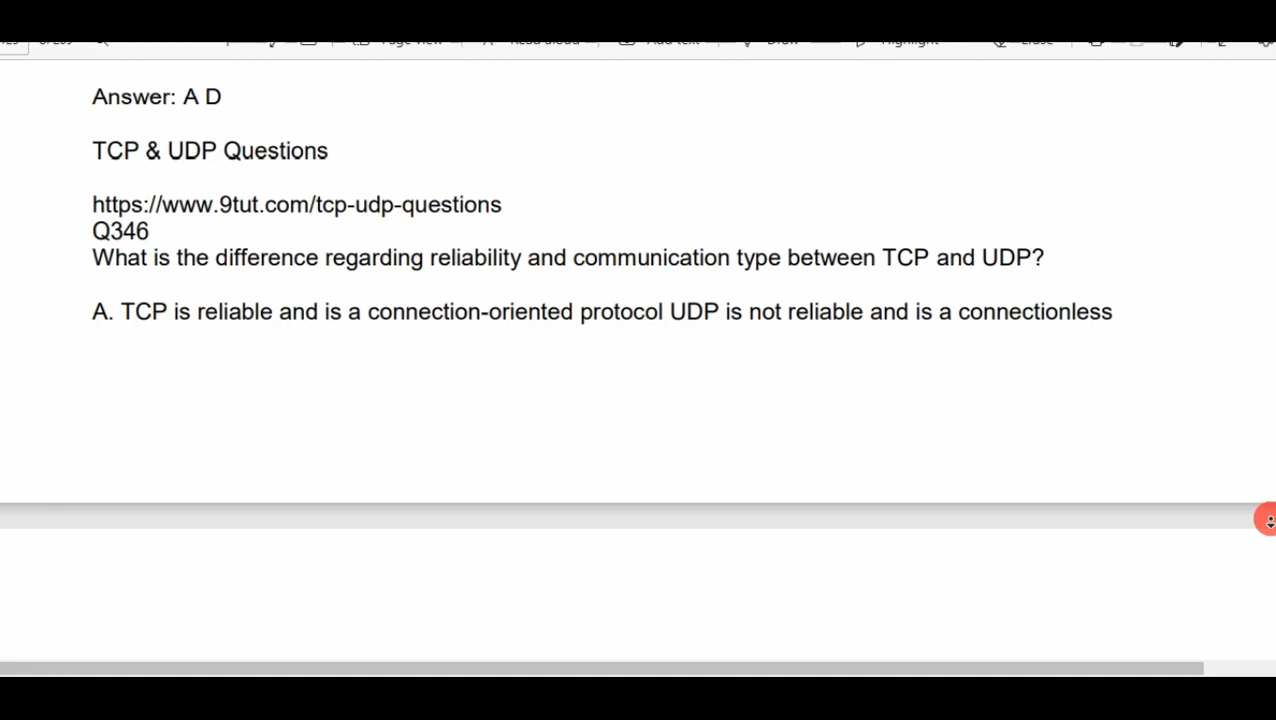 Answer: A D
TCP & UDP Questions
https://www.9tut.com/tcp-udp-questions
Q346
What is the difference regarding reliability and communication type between TCP and UDP?
A. TCP is reliable and is a connection-oriented protocol UDP is not reliable and is a connectionless